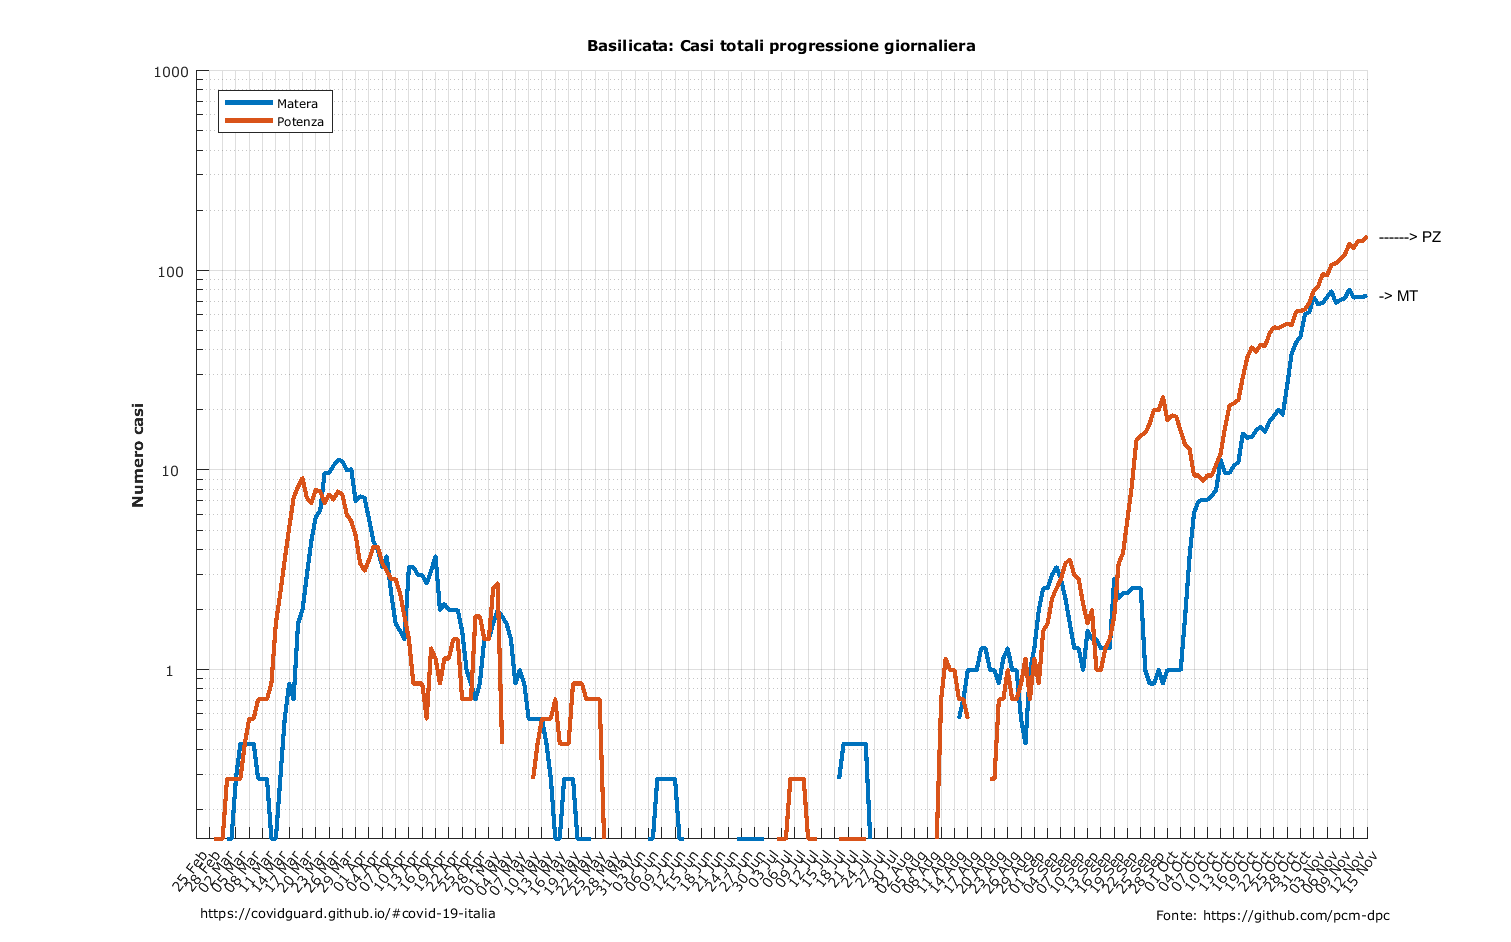 Basilicata: Casi totali progressione giornaliera
1000
100
10
1
Numero casi
Matera
Potenza
------> PZ
-> MT
25 Feb
28 Feb
02 Mar
05 Mar
08 Mar
11 Mar
14 Mar
17 Mar
20 Mar
23 Mar
26 Mar
29 Mar
01 Apr
04 Apr
07 Apr
10 Apr
13 Apr
16 Apr
19 Apr
22 Apr
25 Apr
28 Apr
01 May
04 May
07 May
10 May
13 May
16 May
19 May
22 May
25 May
28 May
31 May
03 Jun
06 Jun
09 Jun
12 Jun
15 Jun
18 Jun
21 Jun
24 Jun
27 Jun
30 Jun
03 Jul
06 Jul
09 Jul
12 Jul
15 Jul
18 Jul
21 Jul
24 Jul
27 Jul
30 Jul
02 Aug
05 Aug
08 Aug
11 Aug
14 Aug
17 Aug
20 Aug
23 Aug
26 Aug
29 Aug
01 Sep
04 Sep
07 Sep
10 Sep
13 Sep
16 Sep
19 Sep
22 Sep
25 Sep
28 Sep
01 Oct
04 Oct
07 Oct
10 Oct
13 Oct
16 Oct
19 Oct
22 Oct
25 Oct
28 Oct
31 Oct
03 Nov
06 Nov
09 Nov
12 Nov
15 Nov
https://covidguard.github.io/#covid-19-italia
Fonte: https://github.com/pcm-dpc